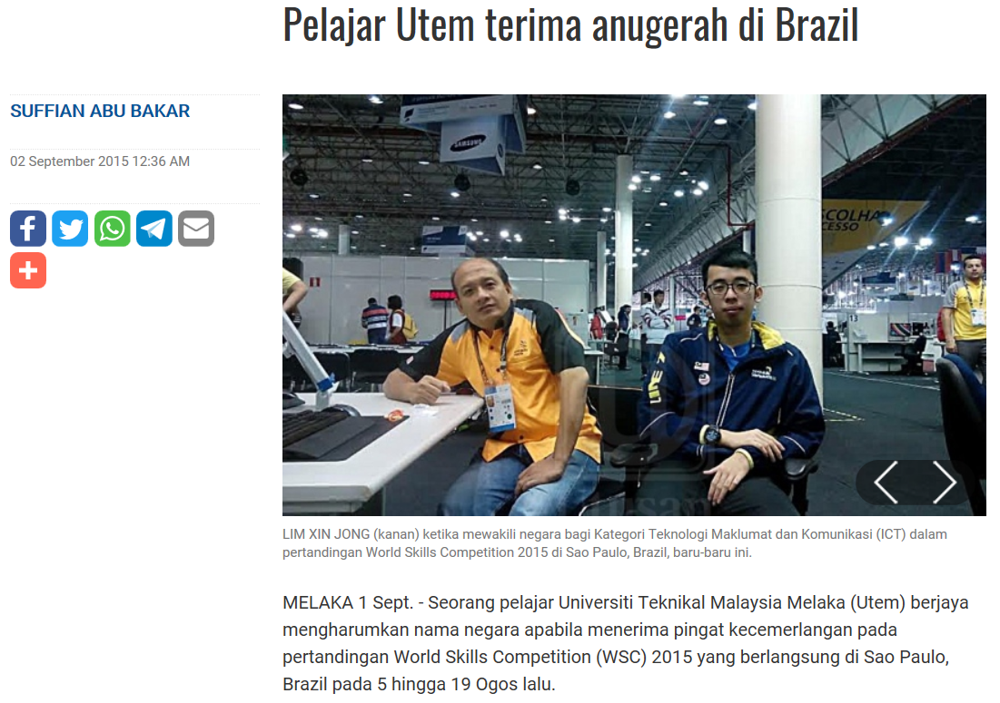 Pelajar Utem terima anugerah di Brazil
SUFFIAN ABU BAKAR
02 September 2015 12:36 AM
SAMSUNG
SCOLHA
CESSO
13
LIM XIN JONG (kanan) ketika mewakili negara bagi Kategori Teknologi Maklumat dan Komunikasi (ICT) dalam
pertandingan World Skills Competition 2015 di Sao Paulo, Brazil, baru-baru ini.
MELAKA 1 Sept. - Seorang pelajar Universiti Teknikal Malaysia Melaka (Utem) berjaya
mengharumkan nama negara apabila menerima pingat kecemerlangan pada
pertandingan World Skills Competition (WSC) 2015 yang berlangsung di Sao Paulo,
Brazil pada 5 hingga 19 Ogos lalu.